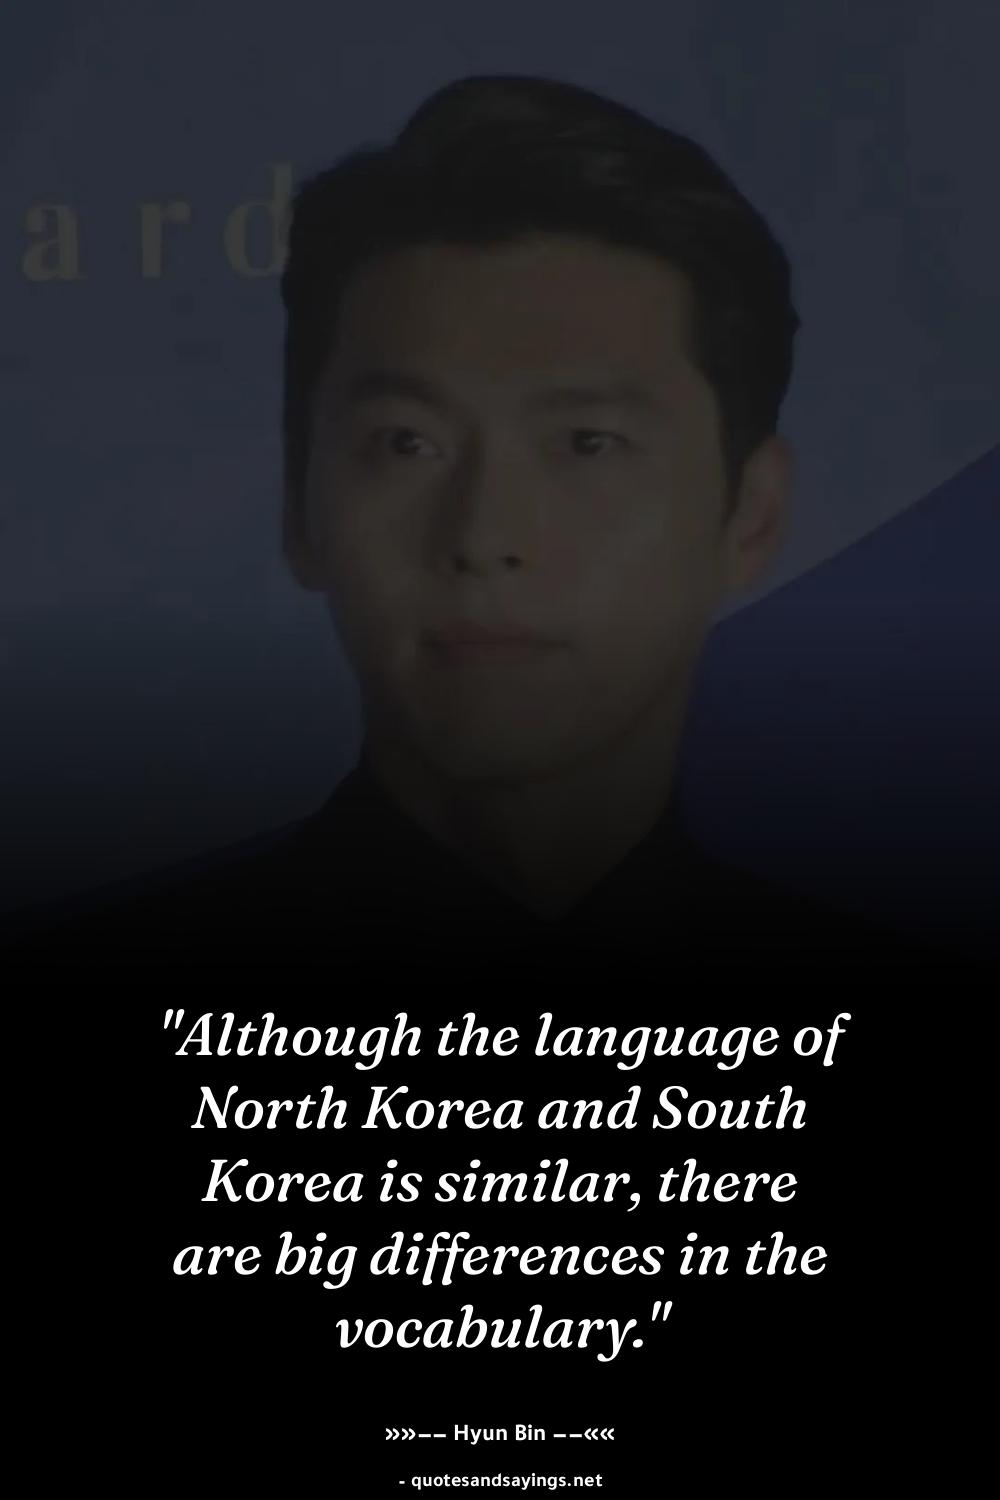 ard
"Although the language of
North Korea and South
Korea is similar, there
are big differences in the
vocabulary."
»»–– Hyun Bin ––««
- quotesandsayings.net